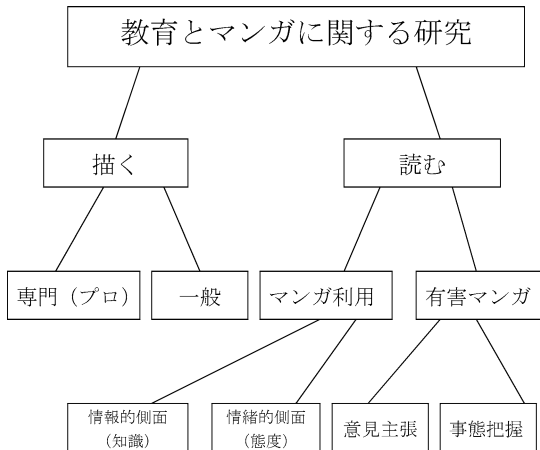 教育とマンガに関する研究
描く
読む
専門（プロ）
一般
マンガ利用
有害マンガ
情報的側面
（知識）
情緒的側面
（態度）
意見主張
事態把握